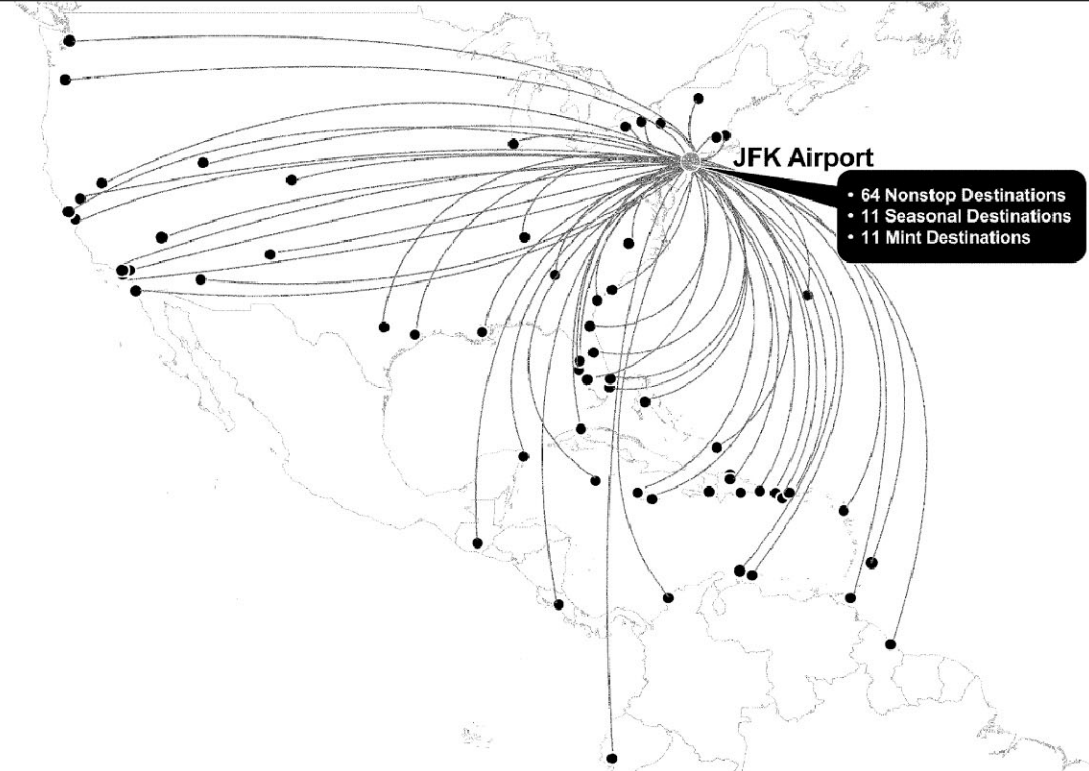 JFK Airport
• 64 Nonstop Destinations
• 11 Seasonal Destinations
• 11 Mint Destinations